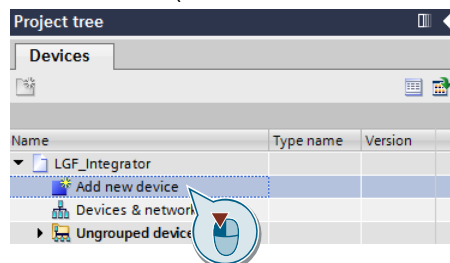 Project tree
Devices
Name Type name Version
LGF_Integrator
Add new device
Devices & network
Ungrouped device